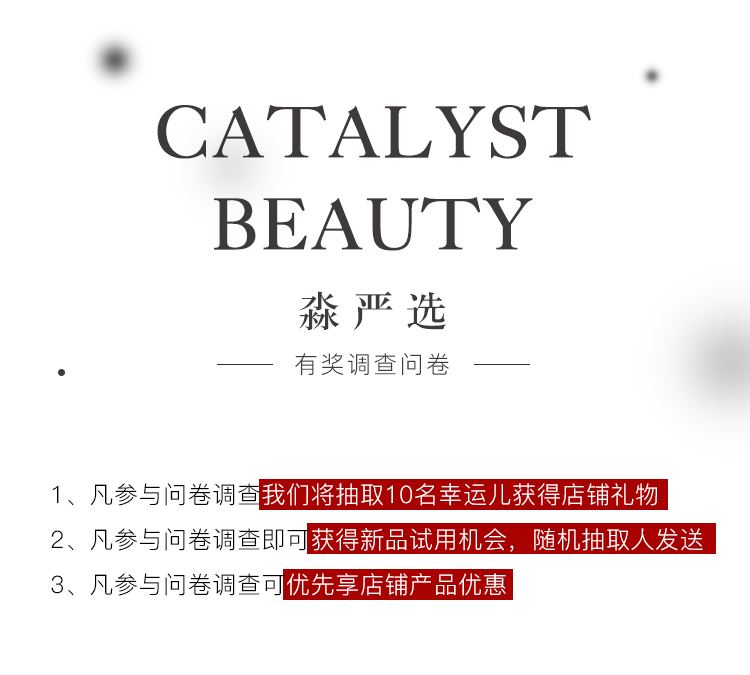 CATALYST
BEAUTY
淼严选
有奖调查问卷
1、凡参与问卷调查我们将抽取10名幸运儿获得店铺礼物
2、凡参与问卷调查即可获得新品试用机会，随机抽取人发送
3、凡参与问卷调查可优先享店铺产品优惠